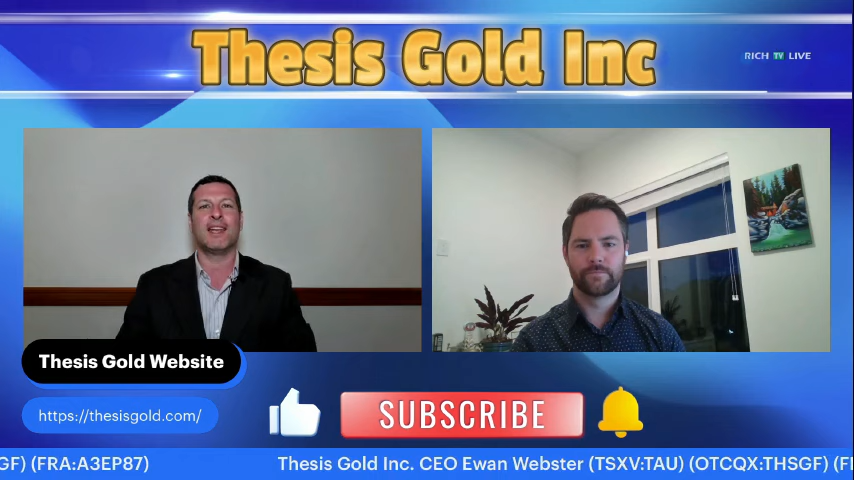 Thesis Gold Inc
RICH TV LIVE
Thesis Gold Website
https://thesisgold.com/
SUBSCRIBE
GF) (FRA:A3EP87) Thesis Gold Inc. CEO Ewan Webster (TSXV:TAU) (OTCQX:THSGF) (F